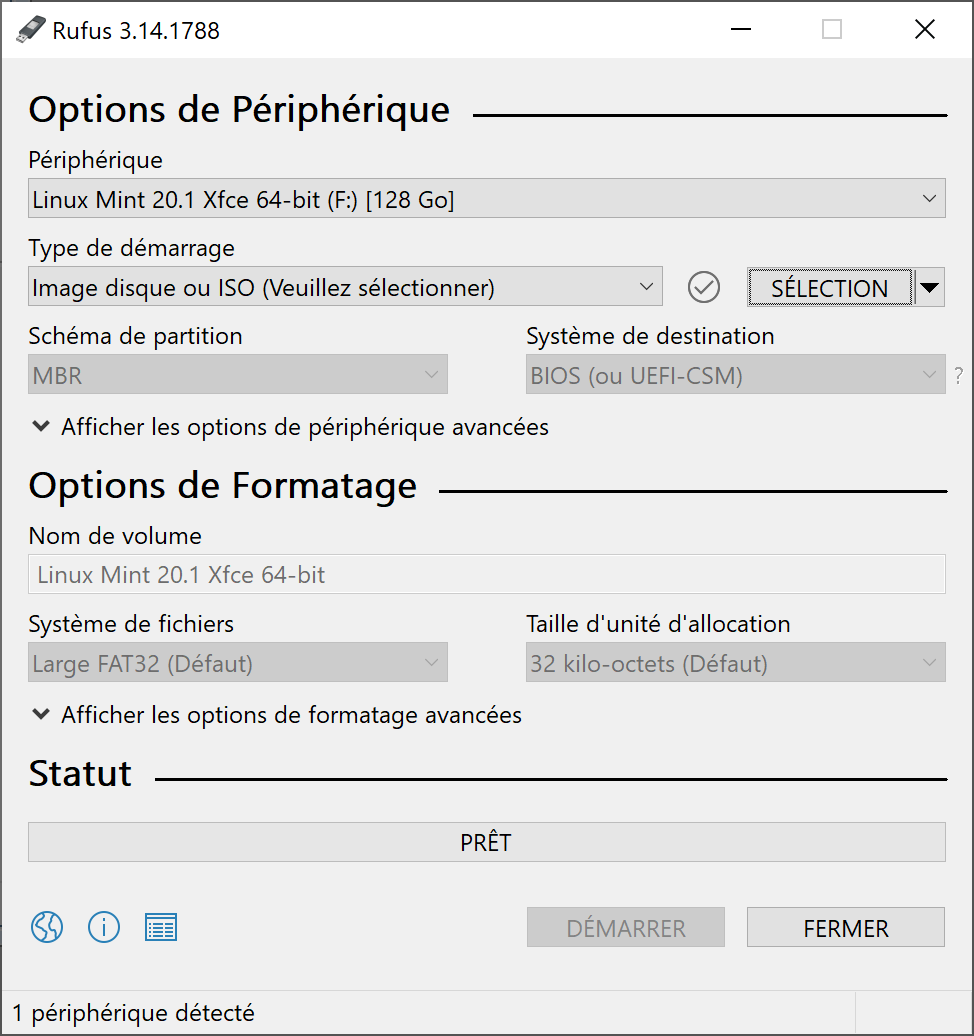 Rufus 3.14.1788
Options de Périphérique
Périphérique
Linux Mint 20.1 Xfce 64-bit (F:) [128 Go]
Type de démarrage
Image disque ou ISO (Veuillez sélectionner)
SÉLECTION
Schéma de partition
Système de destination
MBR
BIOS (ou UEFI-CSM)
?
Afficher les options de périphérique avancées
Options de Formatage
Nom de volume
Linux Mint 20.1 Xfce 64-bit
Système de fichiers
Taille d'unité d'allocation
Large FAT32 (Défaut)
32 kilo-octets (Défaut)
Afficher les options de formatage avancées
Statut
PRÊT
DÉMARRER
FERMER
1 périphérique détecté